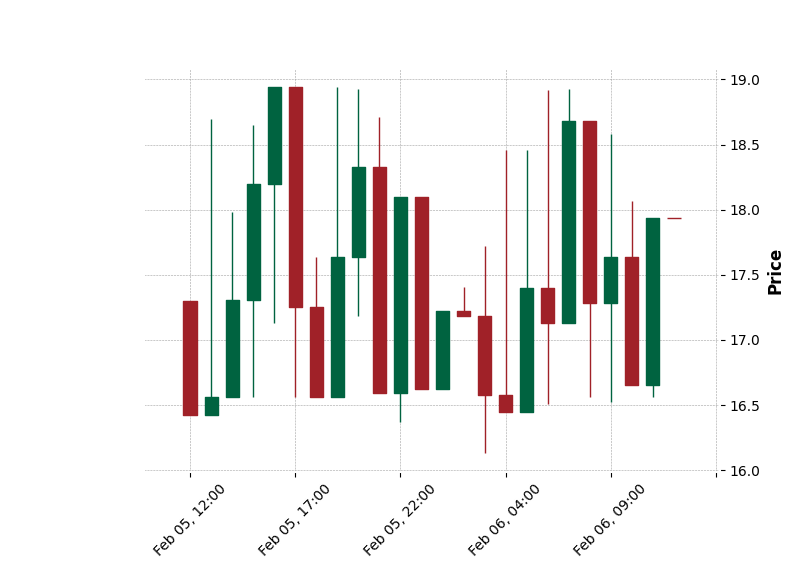 19.0
18.5
18.0
17.5
17.0
16.5
16.0
Price
Feb 05, 12:00
Feb 05, 17:00
Feb 05, 22:00
Feb 06, 04:00
Feb 06, 09:00